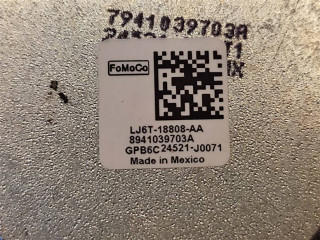 7941039703A
FoMoCo
LJ6T-18808-AA
8941039703A
GPB6C 24521-J0071
Made in Mexico